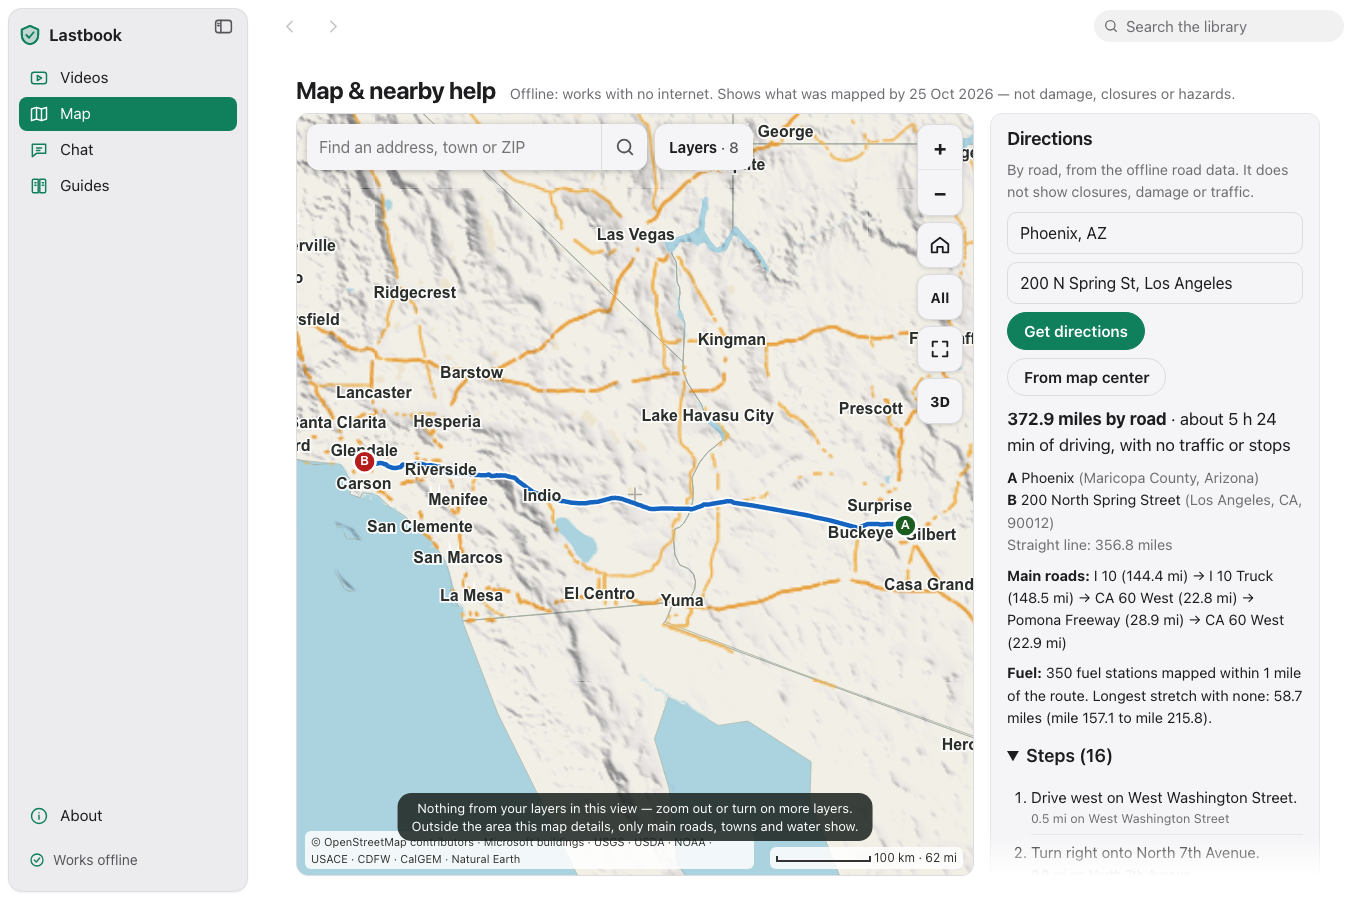 Lastbook
Videos
Map
Chat
Guides
About
Works offline
Search the library
Map & nearby help
Offline: works with no internet. Shows what was mapped by 25 Oct 2026 — not damage, closures or hazards.
Find an address, town or ZIP
Layers · 8
+
−
All
3D
George
Las Vegas
rville
Ridgecrest
rsfield
Kingman
Barstow
Lancaster
Lake Havasu City
Prescott
Santa Clarita
Hesperia
rd
Glendale
B
Riverside
Carson
Menifee
Indio
Surprise
A
San Clemente
Buckeye
Gilbert
San Marcos
Casa Grand
La Mesa
El Centro
Yuma
Hero
Nothing from your layers in this view — zoom out or turn on more layers.
Outside the area this map details, only main roads, towns and water show.
© OpenStreetMap contributors · Microsoft buildings · USGS · USDA · NOAA ·
USACE · CDFW · CalGEM · Natural Earth
100 km · 62 mi
Directions
By road, from the offline road data. It does
not show closures, damage or traffic.
Phoenix, AZ
200 N Spring St, Los Angeles
Get directions
From map center
372.9 miles by road · about 5 h 24
min of driving, with no traffic or stops
A Phoenix (Maricopa County, Arizona)
B 200 North Spring Street (Los Angeles, CA,
90012)
Straight line: 356.8 miles
Main roads: I 10 (144.4 mi) → I 10 Truck
(148.5 mi) → CA 60 West (22.8 mi) →
Pomona Freeway (28.9 mi) → CA 60 West
(22.9 mi)
Fuel: 350 fuel stations mapped within 1 mile
of the route. Longest stretch with none: 58.7
miles (mile 157.1 to mile 215.8).
▼ Steps (16)
1. Drive west on West Washington Street.
0.5 mi on West Washington Street
2. Turn right onto North 7th Avenue.